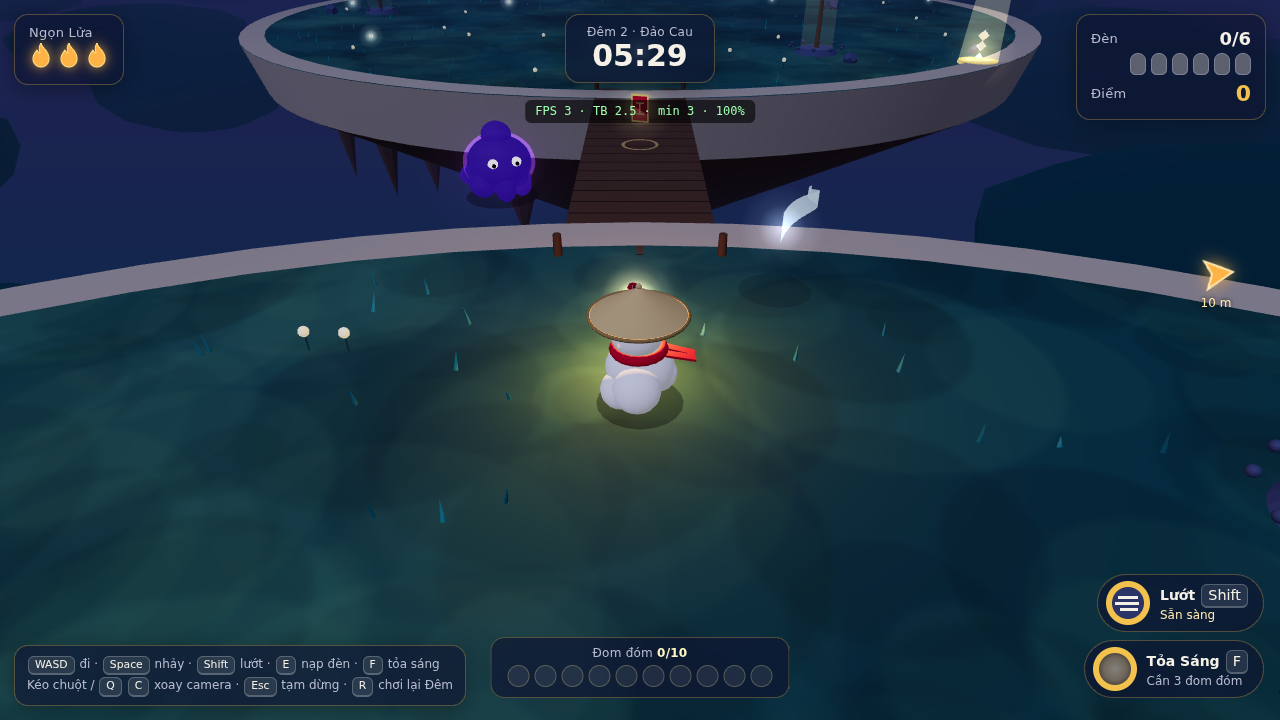 Ngọn Lửa
Đêm 2 · Đảo Cau
05:29
FPS 3 · TB 2.5 · min 3 · 100%
Đèn 0/6
Điểm 0
10 m
Lướt Shift
Sẵn sàng
Tỏa Sáng F
Cần 3 đom đóm
Đom đóm 0/10
WASD đi · Space nhảy · Shift lướt · E nạp đèn · F tỏa sáng
Kéo chuột / Q C xoay camera · Esc tạm dừng · R chơi lại Đêm